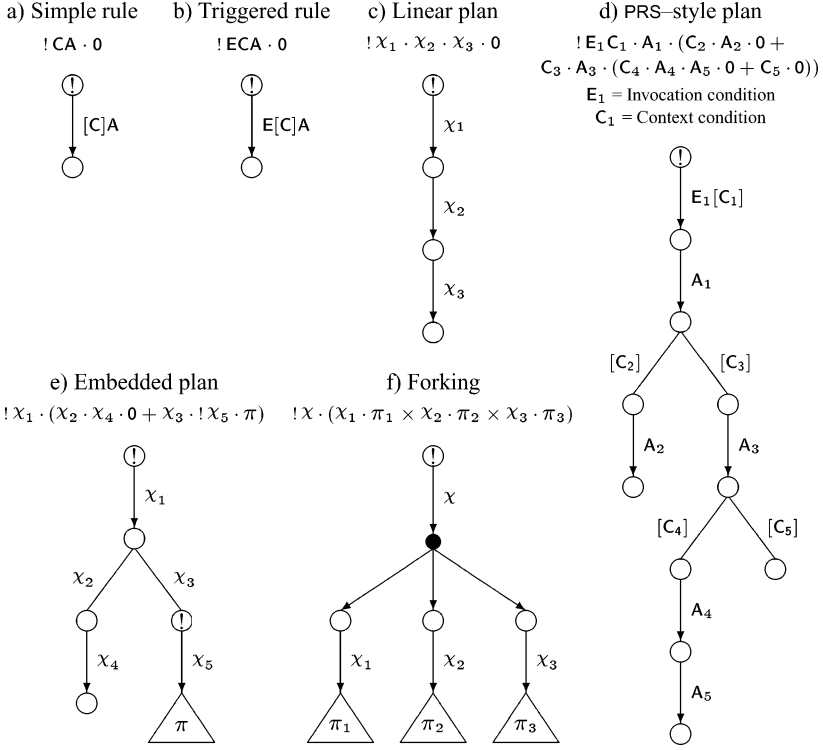 a) Simple rule
! CA · 0
!
[C]A
b) Triggered rule
! ECA · 0
!
E[C]A
c) Linear plan
! χ₁ · χ₂ · χ₃ · 0
!
χ₁
χ₂
χ₃
d) PRS–style plan
! E₁C₁ · A₁ · (C₂ · A₂ · 0 +
C₃ · A₃ · (C₄ · A₄ · A₅ · 0 + C₅ · 0))
E₁ = Invocation condition
C₁ = Context condition
!
E₁[C₁]
A₁
[C₂] [C₃]
A₂ A₃
[C₄] [C₅]
A₄
A₅
e) Embedded plan
! χ₁ · (χ₂ · χ₄ · 0 + χ₃ · ! χ₅ · π)
!
χ₁
χ₂ χ₃
!
χ₄ χ₅
π
f) Forking
! χ · (χ₁ · π₁ × χ₂ · π₂ × χ₃ · π₃)
!
χ
χ₁ χ₂ χ₃
π₁ π₂ π₃